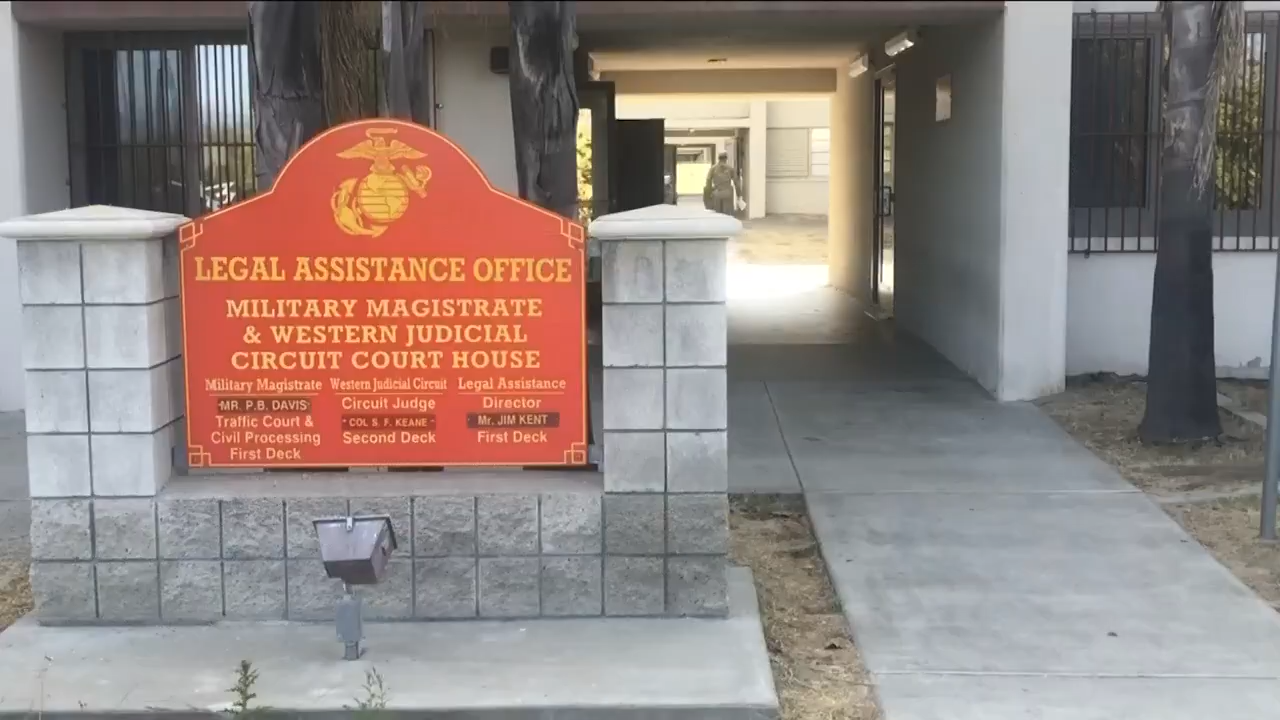 LEGAL ASSISTANCE OFFICE
MILITARY MAGISTRATE
& WESTERN JUDICIAL
CIRCUIT COURT HOUSE
Military Magistrate
MR. P.B. DAVIS
Traffic Court &
Civil Processing
First Deck
Western Judicial Circuit
Circuit Judge
COL S. F. KEANE
Second Deck
Legal Assistance
Director
Mr. JIM KENT
First Deck